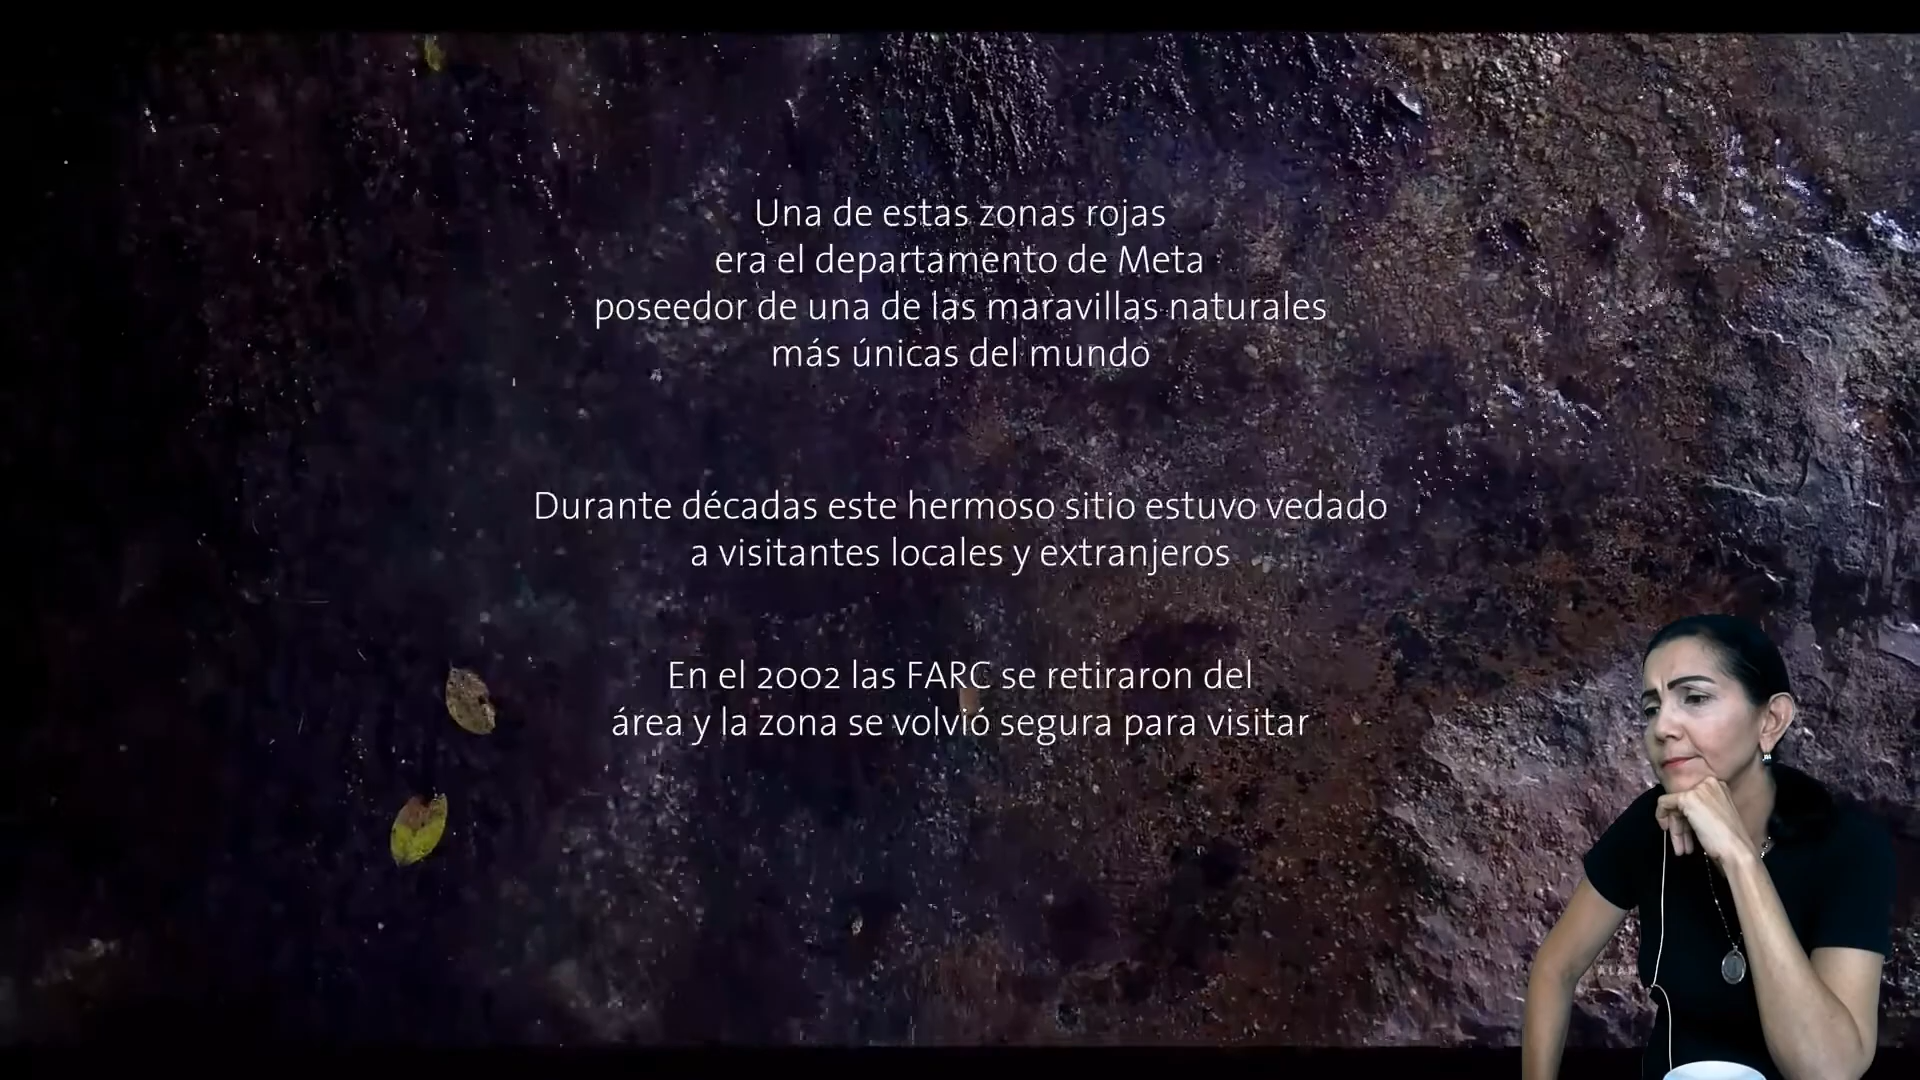 Una de estas zonas rojas
era el departamento de Meta
poseedor de una de las maravillas naturales
más únicas del mundo
Durante décadas este hermoso sitio estuvo vedado
a visitantes locales y extranjeros
En el 2002 las FARC se retiraron del
área y la zona se volvió segura para visitar